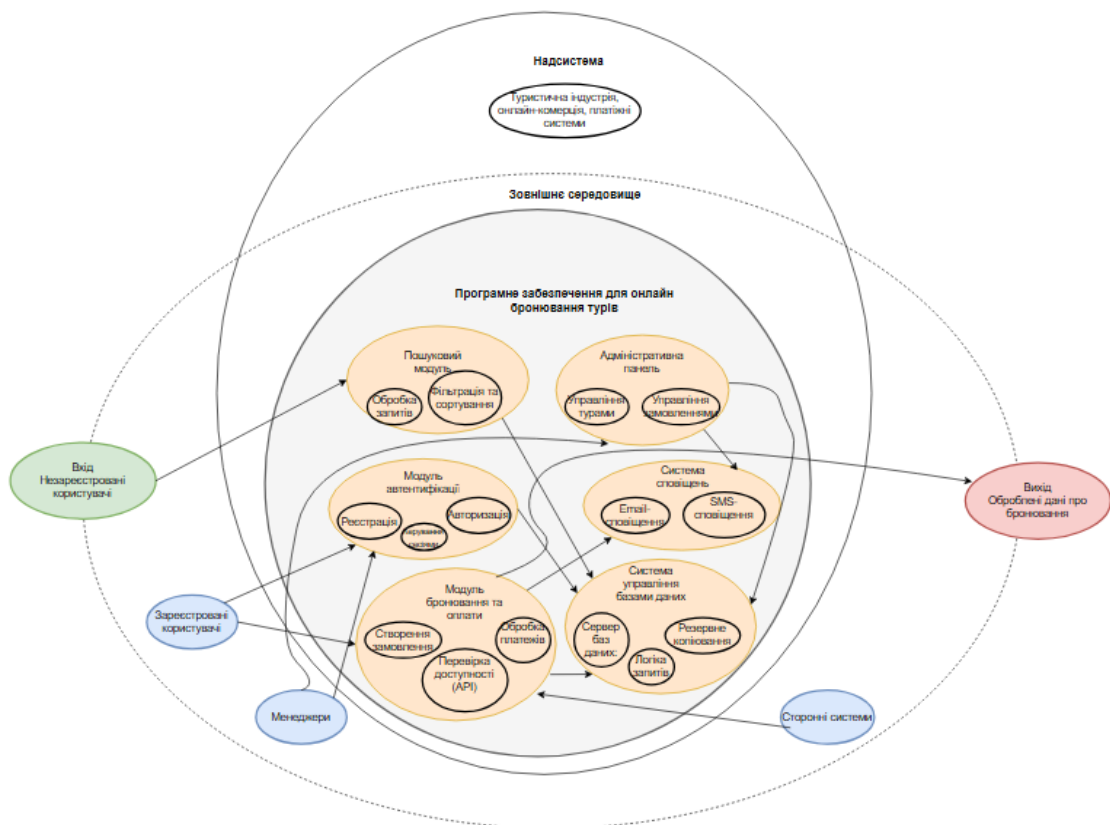 Надсистема
Туристична індустрія,
онлайн-комерція, платіжні
системи
Зовнішнє середовище
Програмне забезпечення для онлайн
бронювання турів
Пошуковий
модуль
Обробка
запитів
Фільтрація та
сортування
Адміністративна
панель
Управління
турами
Управління
замовленнями
Вхід
Незареєстровані
користувачі
Модуль
автентифікації
Реєстрація
Керування
сесіями
Авторизація
Система
сповіщень
Email-
сповіщення
SMS-
сповіщення
Вихід
Оброблені дані про
бронювання
Модуль
бронювання та
оплати
Створення
замовлення
Обробка
платежів
Перевірка
доступності
(API)
Система
управління
базами даних
Сервер
баз
даних:
Резервне
копіювання
Логіка
запитів
Зареєстровані
користувачі
Менеджери
Сторонні системи